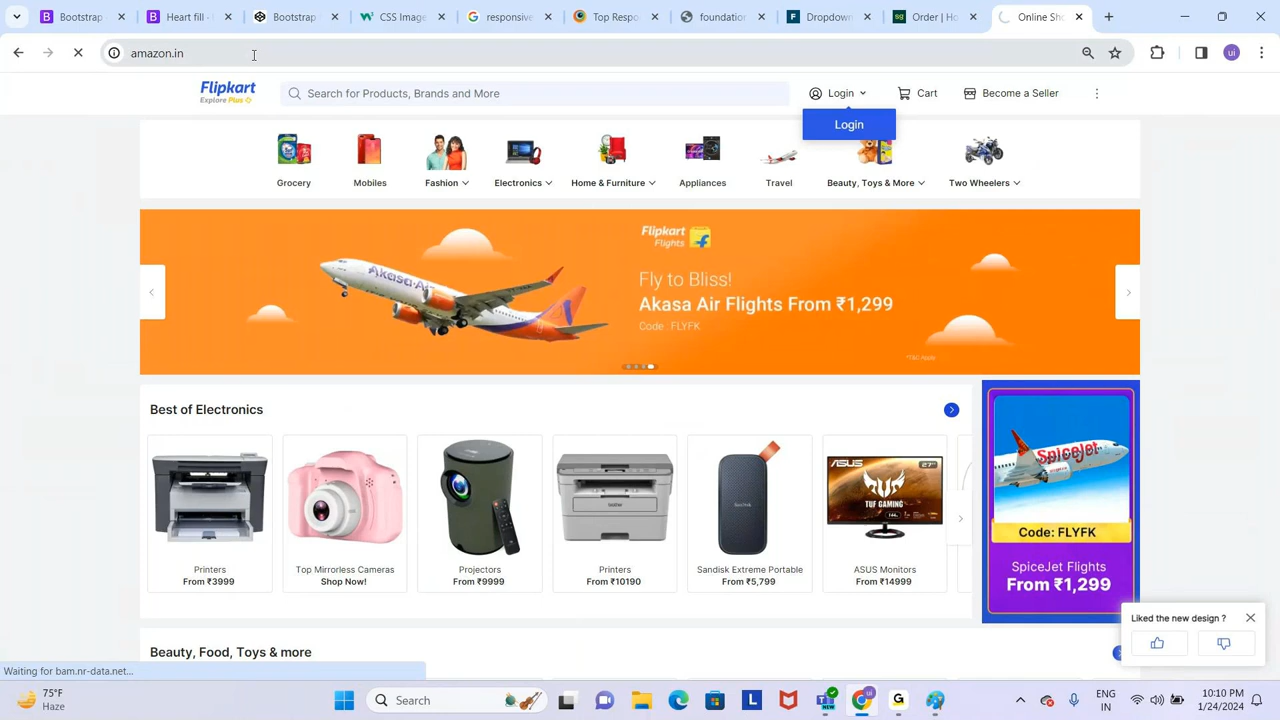 Bootstrap
Heart fill -
Bootstrap
CSS Image
responsive
Top Resp
foundation
Dropdown
Order | Ho
Online Sho
amazon.in
ui
Flipkart
Explore Plus
Search for Products, Brands and More
Login
Cart
Become a Seller
Login
Grocery
Mobiles
Fashion
Electronics
Home & Furniture
Appliances
Travel
Beauty, Toys & More
Two Wheelers
Flipkart
Flights
Fly to Bliss!
Akasa Air Flights From ₹1,299
Code : FLYFK
*T&C Apply
Akasa Air
Best of Electronics
Printers
From ₹3999
Top Mirrorless Cameras
Shop Now!
Projectors
From ₹9999
Printers
From ₹10190
Sandisk Extreme Portable
From ₹5,799
ASUS Monitors
From ₹14999
SpiceJet
Code: FLYFK
SpiceJet Flights
From ₹1,299
Liked the new design ?
Beauty, Food, Toys & more
Waiting for bam.nr-data.net...
75°F
Haze
Search
ENG
IN
10:10 PM
1/24/2024